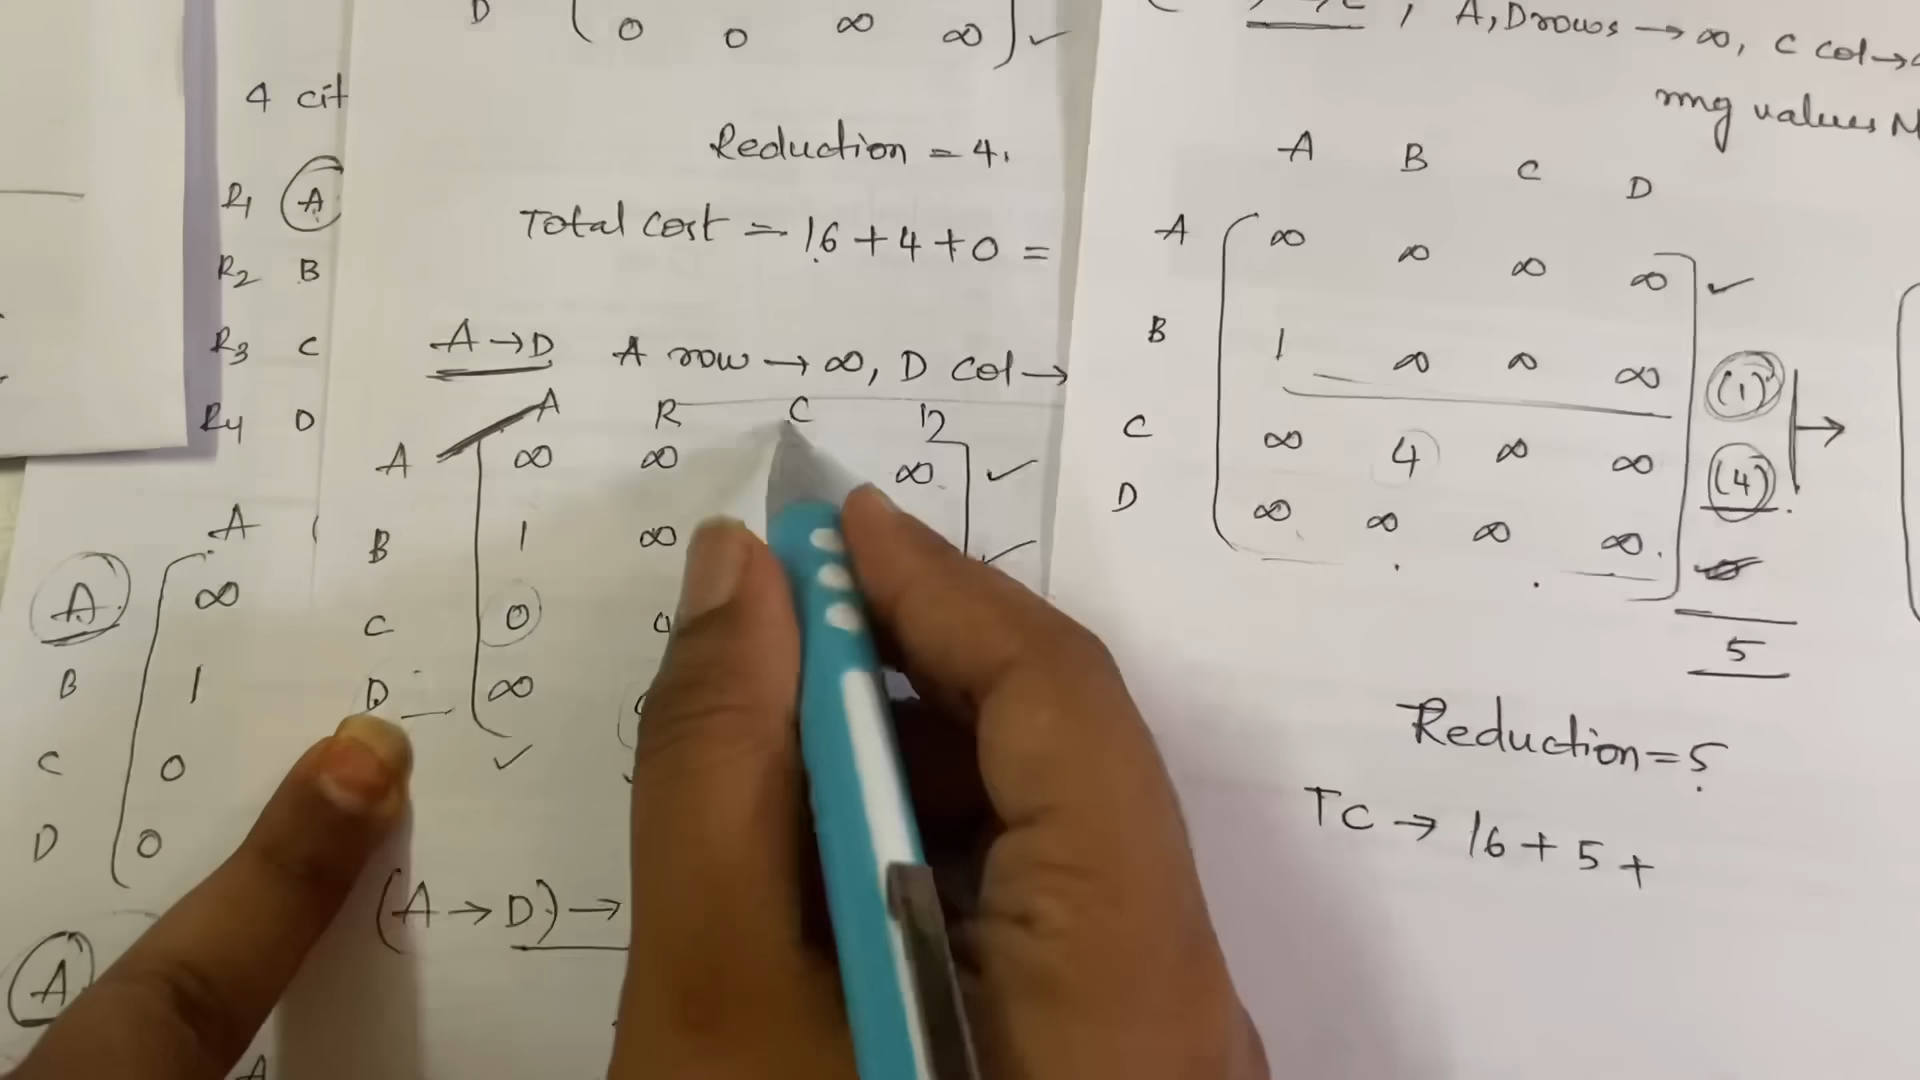 D 0 0 ∞ ∞ ✓
Reduction = 4.
Total cost = 16 + 4 + 0 =
A → D A row → ∞, D col →
A B C D
A ∞ ∞ ∞ ✓
B 1 ∞ ✓
C 0
D ∞
✓
(A → D) →
4 cit
R1 A
R2 B
R3 C
R4 D
A
A ∞
B 1
C 0
D 0
A
A
A, D rows → ∞, C col →
rmg values
A B C D
A ∞ ∞ ∞ ∞ ✓
B 1 ∞ ∞ ∞ (1)
C ∞ 4 ∞ ∞ (4) →
D ∞ ∞ ∞ ∞.
5
Reduction = 5
TC → 16 + 5 +